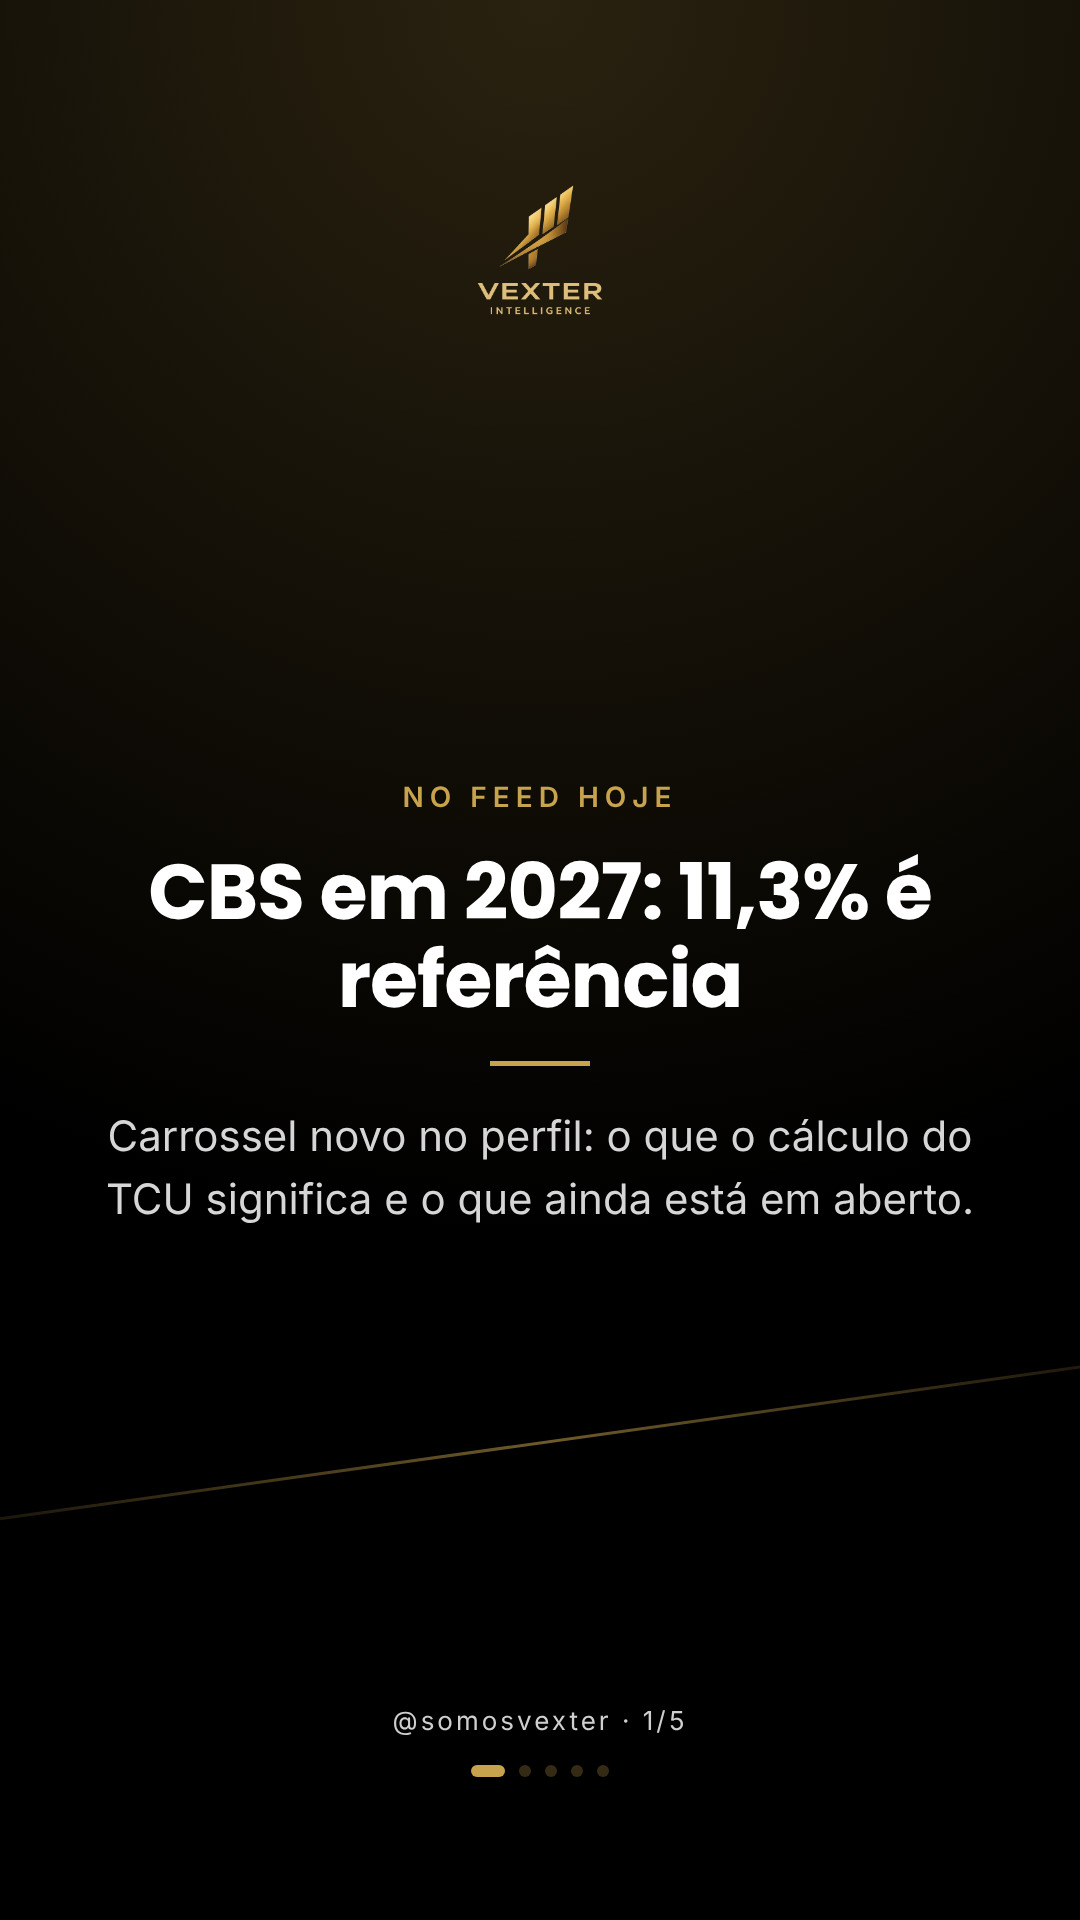 VEXTER
INTELLIGENCE
NO FEED HOJE
CBS em 2027: 11,3% é
referência
Carrossel novo no perfil: o que o cálculo do
TCU significa e o que ainda está em aberto.
@somosvexter · 1/5